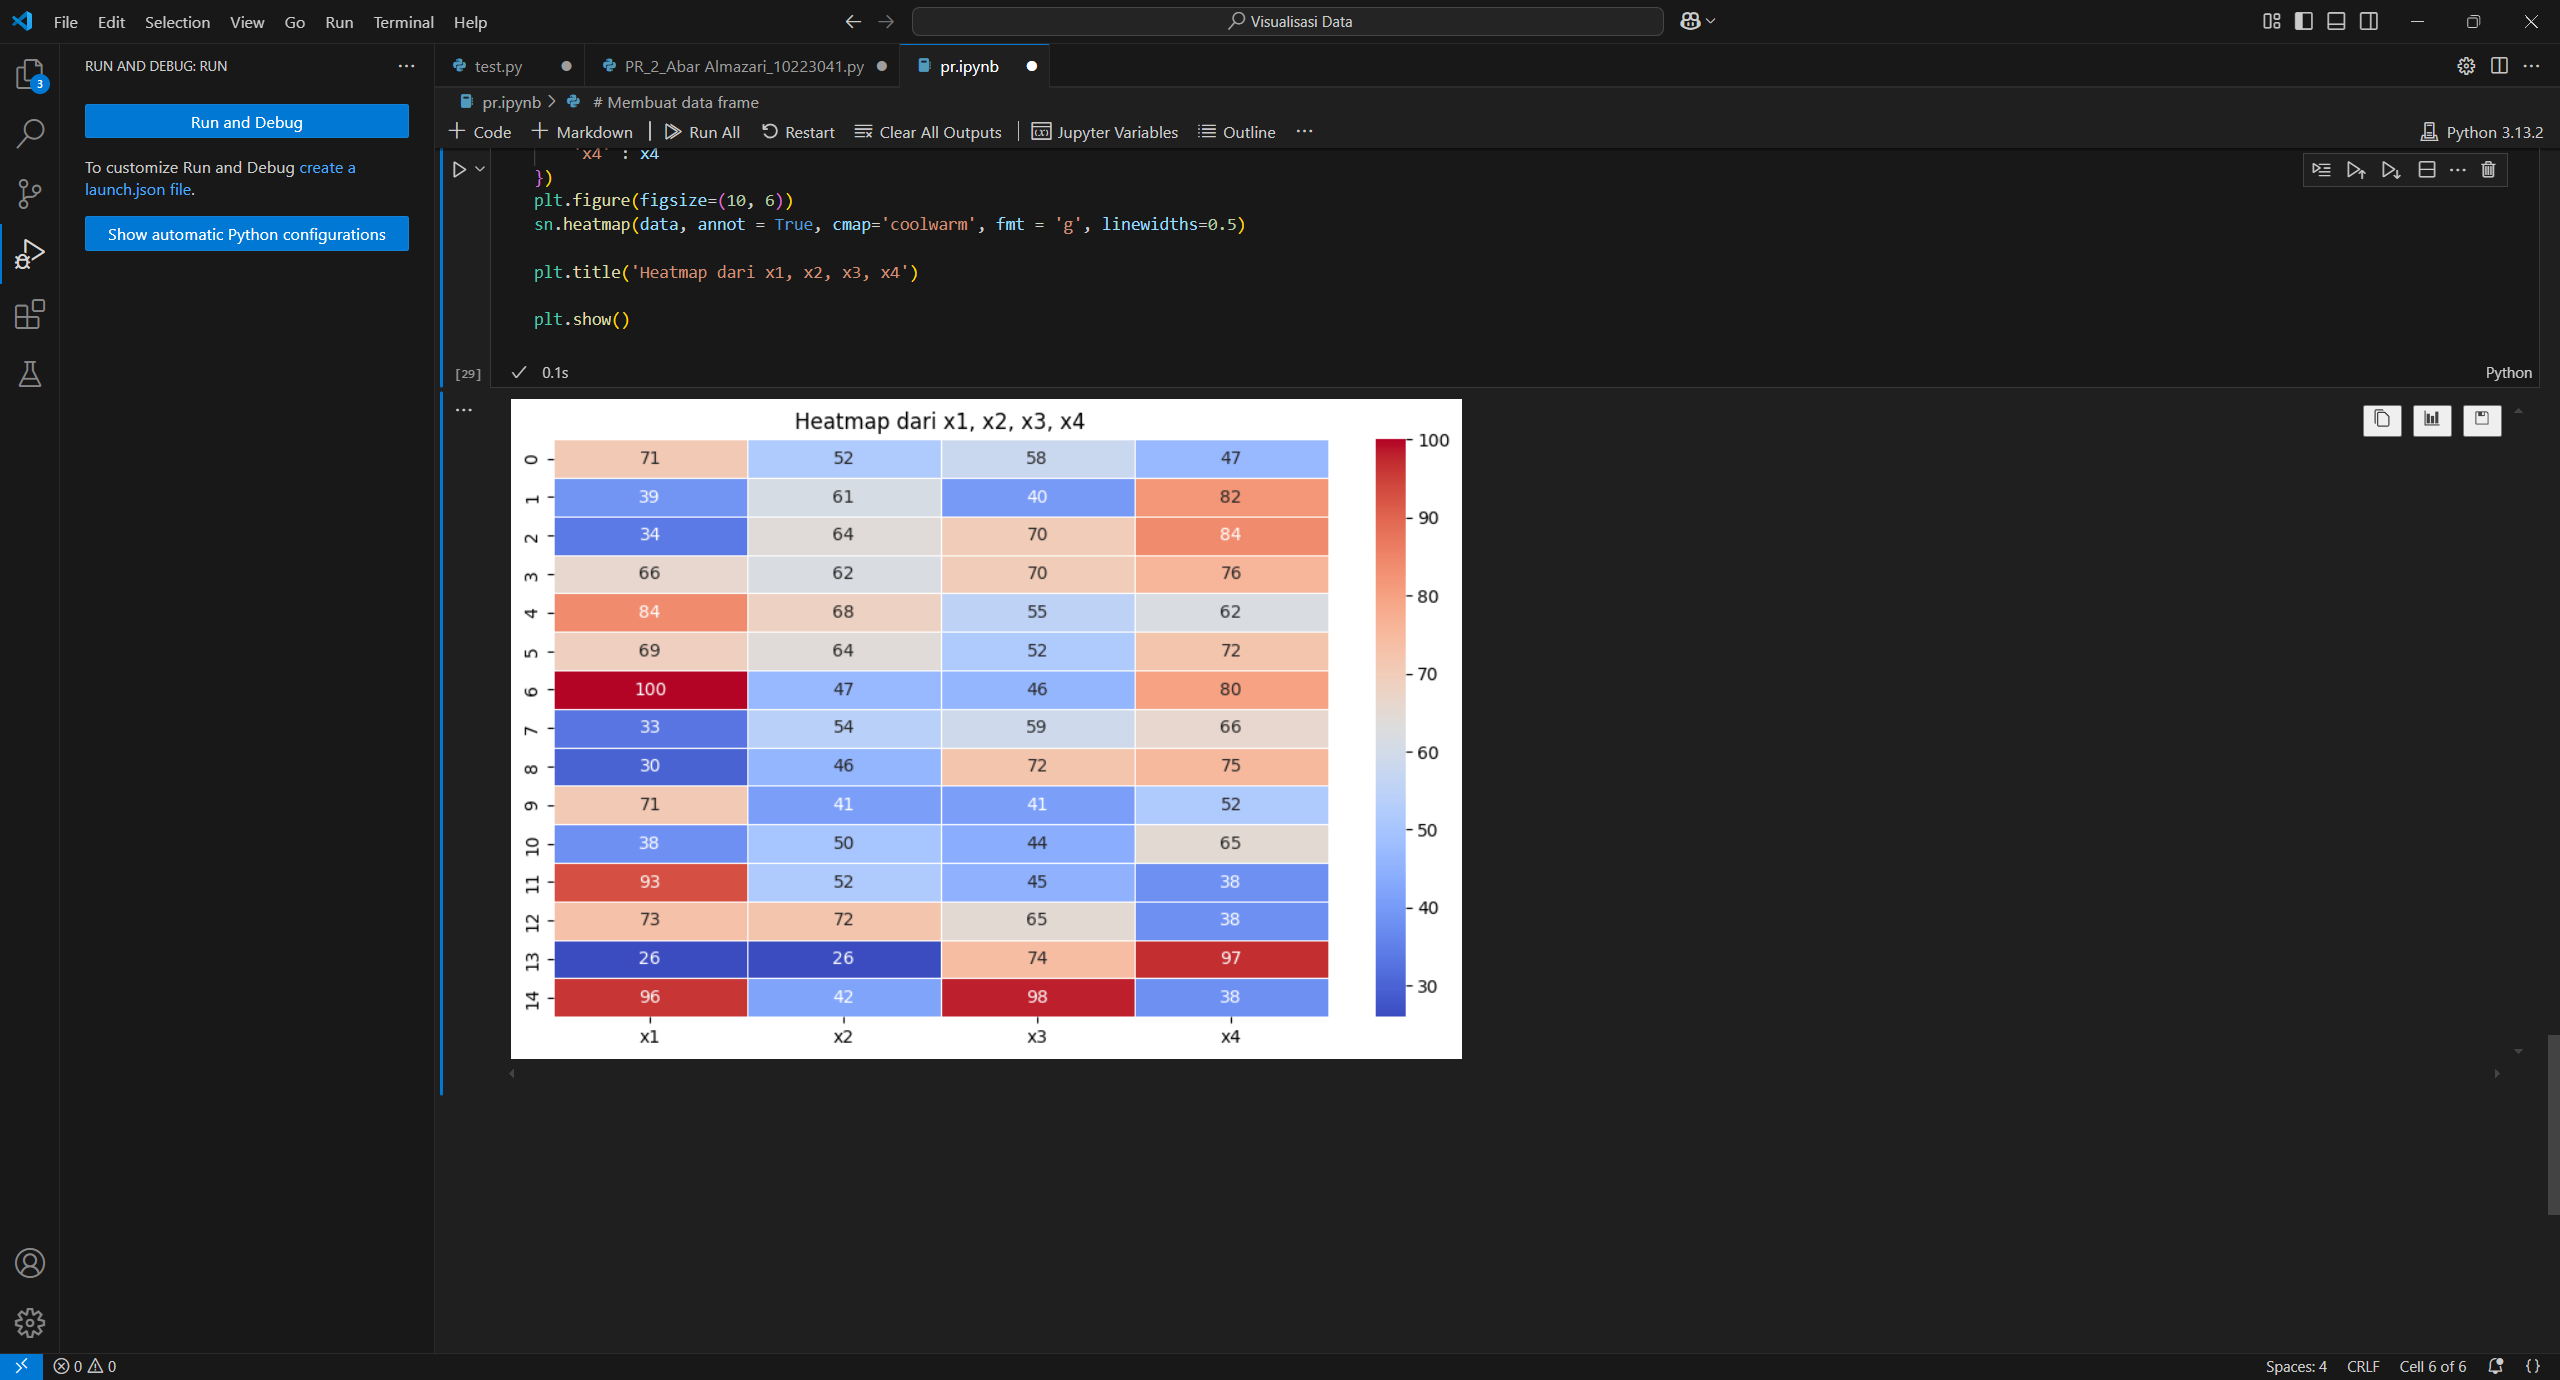 File Edit Selection View Go Run Terminal Help
Visualisasi Data
3
RUN AND DEBUG: RUN
Run and Debug
To customize Run and Debug create a
launch.json file.
Show automatic Python configurations
test.py
PR_2_Abar Almazari_10223041.py
pr.ipynb
pr.ipynb > # Membuat data frame
+ Code + Markdown | Run All Restart Clear All Outputs | Jupyter Variables Outline ...
Python 3.13.2
'x4' : x4
})
plt.figure(figsize=(10, 6))
sn.heatmap(data, annot = True, cmap='coolwarm', fmt = 'g', linewidths=0.5)
plt.title('Heatmap dari x1, x2, x3, x4')
plt.show()
[29]
0.1s
Python
Heatmap dari x1, x2, x3, x4
0 71 52 58 47
1 39 61 40 82
2 34 64 70 84
3 66 62 70 76
4 84 68 55 62
5 69 64 52 72
6 100 47 46 80
7 33 54 59 66
8 30 46 72 75
9 71 41 41 52
10 38 50 44 65
11 93 52 45 38
12 73 72 65 38
13 26 26 74 97
14 96 42 98 38
x1 x2 x3 x4
100
90
80
70
60
50
40
30
0 0
Spaces: 4 CRLF Cell 6 of 6 {}